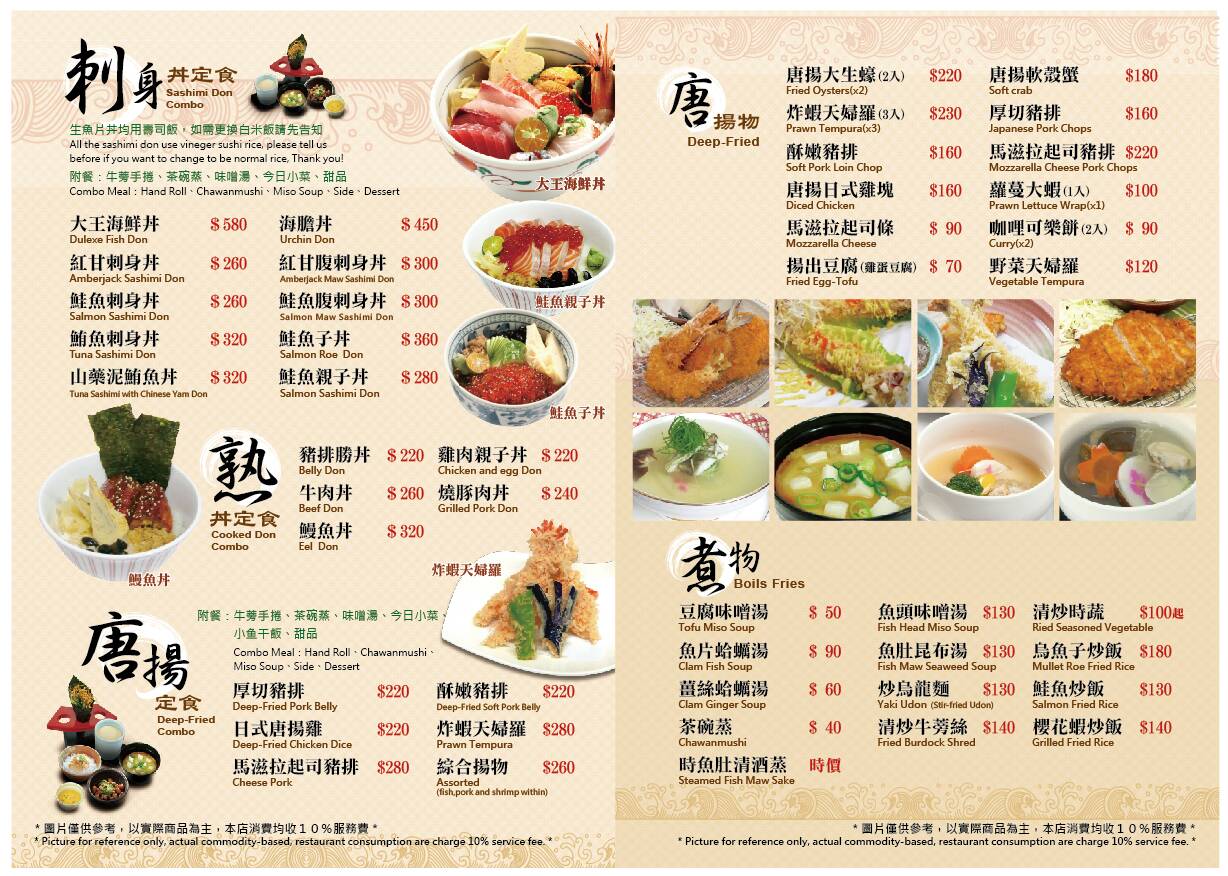 刺身
丼定食
Sashimi Don
Combo
生魚片丼均用壽司飯,如需更換白米飯請先告知
All the sashimi don use vineger sushi rice, please tell us
before if you want to change to be normal rice, Thank you!
附餐:牛蒡手捲、茶碗蒸、味噌湯、今日小菜、甜品
Combo Meal:Hand Roll、Chawanmushi、Miso Soup、Side、Dessert
大王海鮮丼
大王海鮮丼 $580 海膽丼 $450
Dulexe Fish Don Urchin Don
紅甘刺身丼 $260 紅甘腹刺身丼 $300
Amberjack Sashimi Don Amberjack Maw Sashimi Don
鮭魚刺身丼 $260 鮭魚腹刺身丼 $300
Salmon Sashimi Don Salmon Maw Sashimi Don
鮪魚刺身丼 $320 鮭魚子丼 $360
Tuna Sashimi Don Salmon Roe Don
山藥泥鮪魚丼 $320 鮭魚親子丼 $280
Tuna Sashimi with Chinese Yam Don Salmon Sashimi Don
鮭魚親子丼
鮭魚子丼
熟
丼定食
Cooked Don
Combo
豬排勝丼 $220 雞肉親子丼 $220
Belly Don Chicken and egg Don
牛肉丼 $260 燒豚肉丼 $240
Beef Don Grilled Pork Don
鰻魚丼 $320
Eel Don
鰻魚丼
炸蝦天婦羅
唐揚
定食
Deep-Fried
Combo
附餐:牛蒡手捲、茶碗蒸、味噌湯、今日小菜、
小魚干飯、甜品
Combo Meal:Hand Roll、Chawanmushi、
Miso Soup、Side、Dessert
厚切豬排 $220 酥嫩豬排 $220
Deep-Fried Pork Belly Deep-Fried Soft Pork Belly
日式唐揚雞 $220 炸蝦天婦羅 $280
Deep-Fried Chicken Dice Prawn Tempura
馬滋拉起司豬排 $280 綜合揚物 $260
Cheese Pork Assorted
(fish,pork and shrimp within)
* 圖片僅供參考,以實際商品為主,本店消費均收10%服務費 *
* Picture for reference only, actual commodity-based, restaurant consumption are charge 10% service fee. *
唐揚物
Deep-Fried
唐揚大生蠔(2入) $220 唐揚軟殼蟹 $180
Fried Oysters(x2) Soft crab
炸蝦天婦羅(3入) $230 厚切豬排 $160
Prawn Tempura(x3) Japanese Pork Chops
酥嫩豬排 $160 馬滋拉起司豬排 $220
Soft Pork Loin Chop Mozzarella Cheese Pork Chops
唐揚日式雞塊 $160 蘿蔓大蝦(1入) $100
Diced Chicken Prawn Lettuce Wrap(x1)
馬滋拉起司條 $ 90 咖哩可樂餅(2入) $ 90
Mozzarella Cheese Curry(x2)
揚出豆腐(雞蛋豆腐) $ 70 野菜天婦羅 $120
Fried Egg-Tofu Vegetable Tempura
煮物
Boils Fries
豆腐味噌湯 $ 50 魚頭味噌湯 $130 清炒時蔬 $100起
Tofu Miso Soup Fish Head Miso Soup Ried Seasoned Vegetable
魚片蛤蠣湯 $ 90 魚肚昆布湯 $130 烏魚子炒飯 $180
Clam Fish Soup Fish Maw Seaweed Soup Mullet Roe Fried Rice
薑絲蛤蠣湯 $ 60 炒烏龍麵 $130 鮭魚炒飯 $130
Clam Ginger Soup Yaki Udon (Stir-fried Udon) Salmon Fried Rice
茶碗蒸 $ 40 清炒牛蒡絲 $140 櫻花蝦炒飯 $140
Chawanmushi Fried Burdock Shred Grilled Fried Rice
時魚肚清酒蒸 時價
Steamed Fish Maw Sake
* 圖片僅供參考,以實際商品為主,本店消費均收10%服務費 *
* Picture for reference only, actual commodity-based, restaurant consumption are charge 10% service fee. *